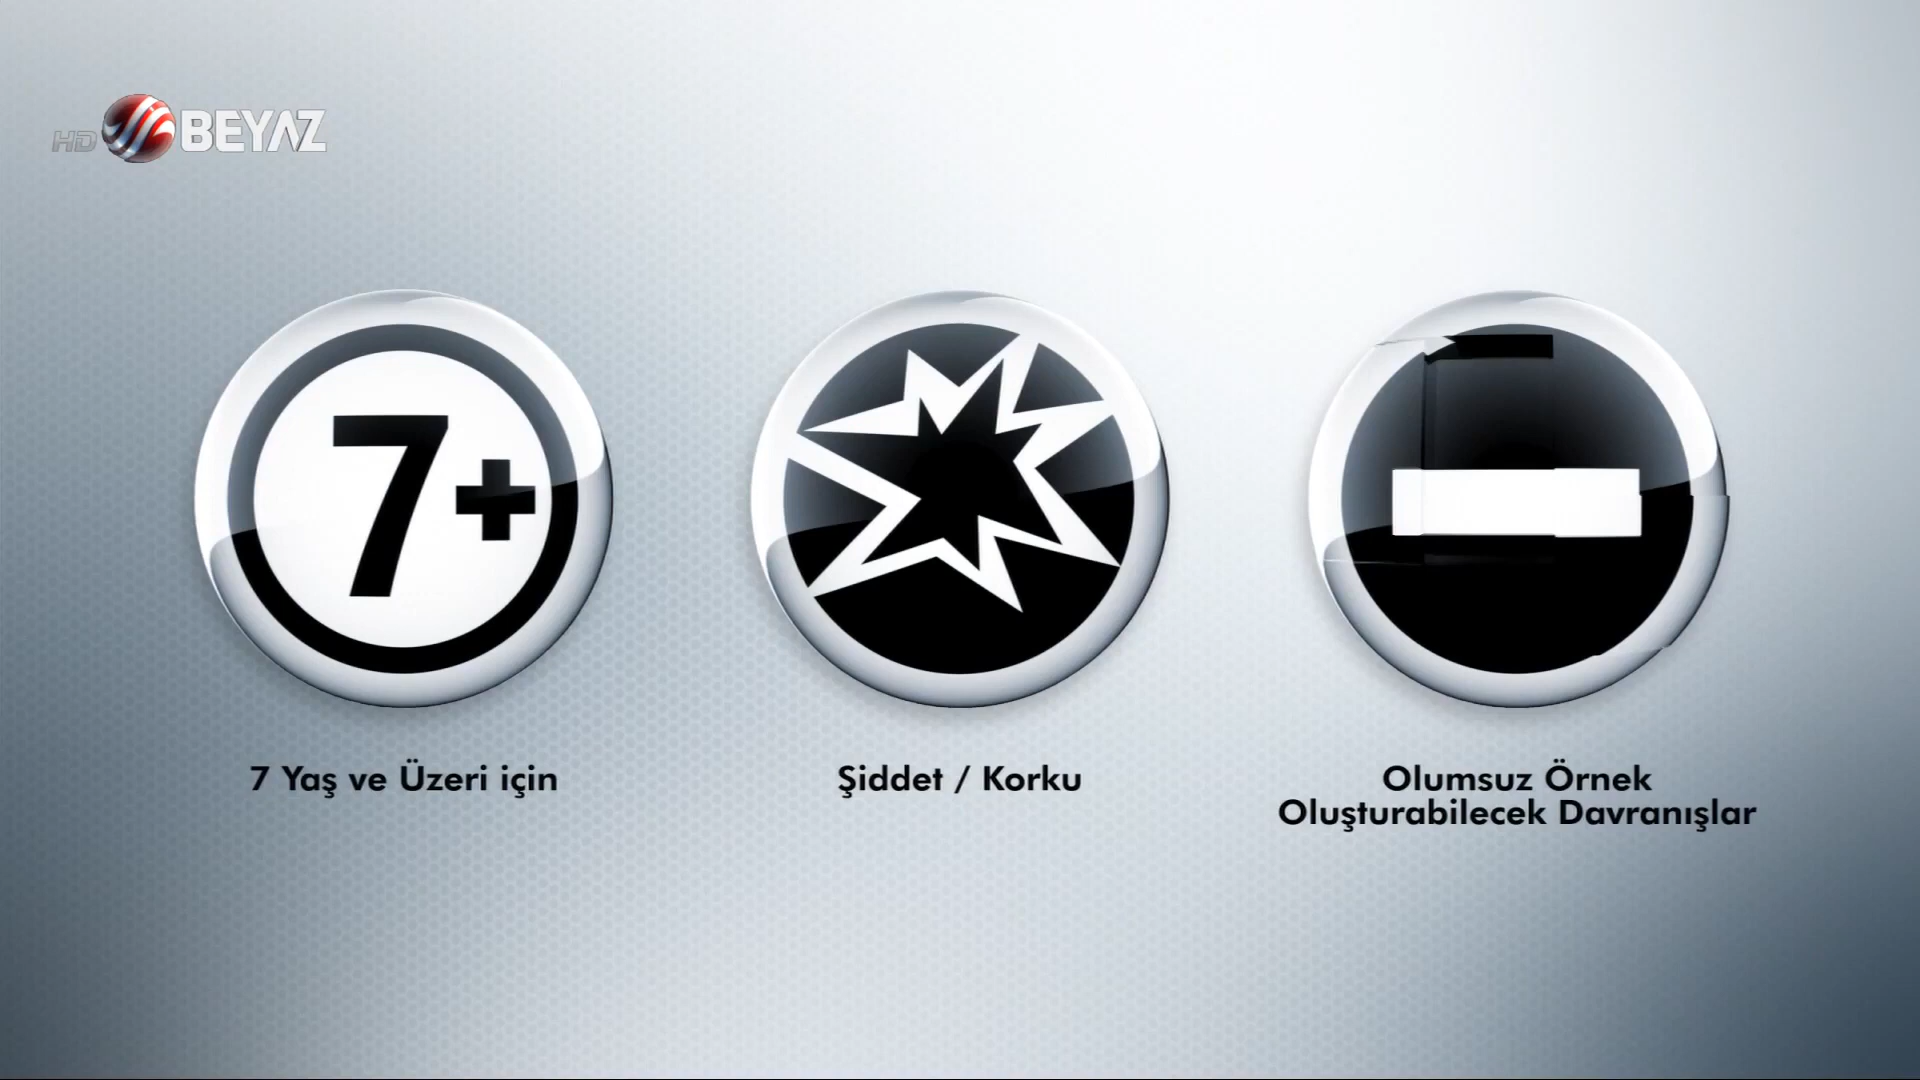 HD BEYAZ
7+
7 Yaş ve Üzeri için
Şiddet / Korku
Olumsuz Örnek
Oluşturabilecek Davranışlar